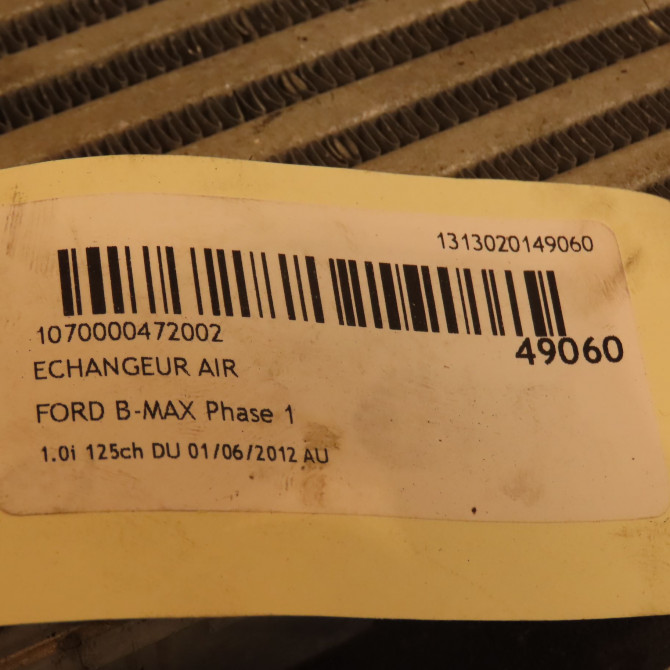 1313020149060
1070000472002
49060
ECHANGEUR AIR
FORD B-MAX Phase 1
1.0i 125ch DU 01/06/2012 AU